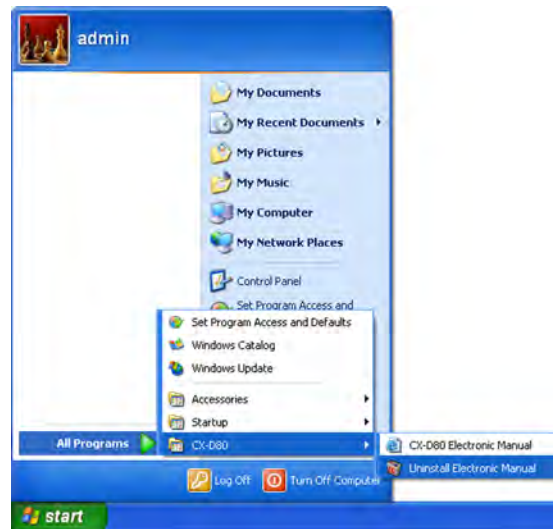 admin
My Documents
My Recent Documents
My Pictures
My Music
My Computer
My Network Places
Control Panel
Set Program Access and
Set Program Access and Defaults
Windows Catalog
Windows Update
Accessories
Startup
CX-D80
All Programs
CX-D80 Electronic Manual
Uninstall Electronic Manual
Log Off
Turn Off Computer
start